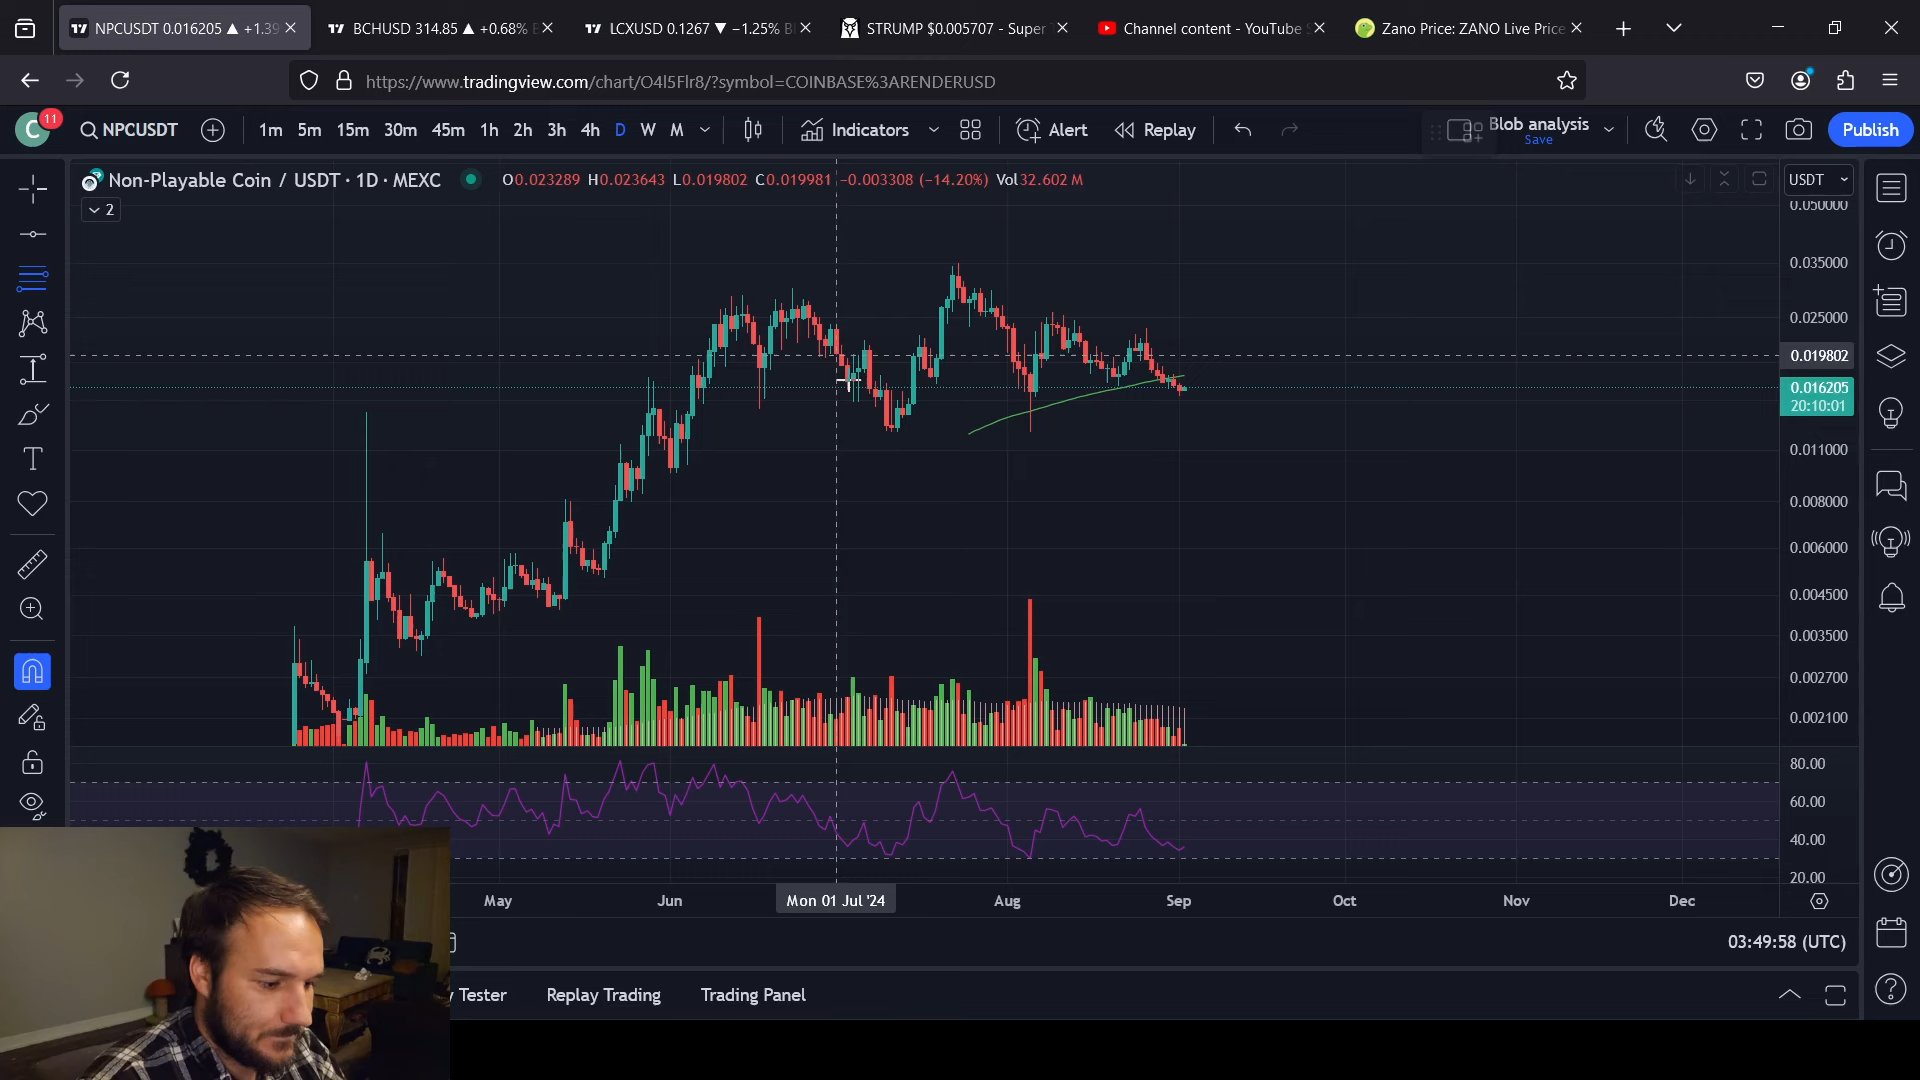 NPCUSDT 0.016205 ▲ +1.39
BCHUSD 314.85 ▲ +0.68% B
LCXUSD 0.1267 ▼ −1.25% Bl
STRUMP $0.005707 - Super
Channel content - YouTube S
Zano Price: ZANO Live Price
https://www.tradingview.com/chart/O4l5Flr8/?symbol=COINBASE%3ARENDERUSD
C
11
NPCUSDT
1m 5m 15m 30m 45m 1h 2h 3h 4h D W M
Indicators
Alert
Replay
Blob analysis
Save
Publish
Non-Playable Coin / USDT · 1D · MEXC
O0.023289 H0.023643 L0.019802 C0.019981 −0.003308 (−14.20%) Vol32.602 M
2
USDT
0.050000
0.035000
0.025000
0.019802
0.016205
20:10:01
0.011000
0.008000
0.006000
0.004500
0.003500
0.002700
0.002100
80.00
60.00
40.00
20.00
May Jun Mon 01 Jul '24 Aug Sep Oct Nov Dec
03:49:58 (UTC)
y Tester
Replay Trading
Trading Panel